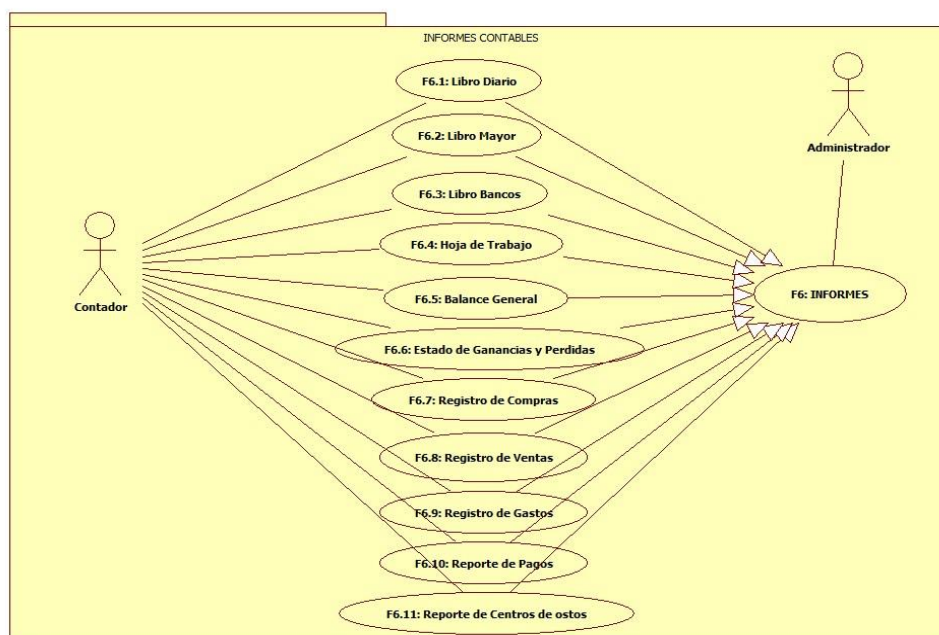 INFORMES CONTABLES
F6.1: Libro Diario
F6.2: Libro Mayor
Administrador
F6.3: Libro Bancos
F6.4: Hoja de Trabajo
Contador
F6.5: Balance General
F6: INFORMES
F6.6: Estado de Ganancias y Perdidas
F6.7: Registro de Compras
F6.8: Registro de Ventas
F6.9: Registro de Gastos
F6.10: Reporte de Pagos
F6.11: Reporte de Centros de ostos